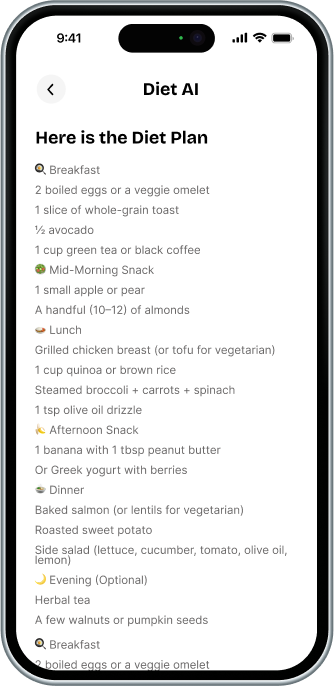 9:41
Diet AI
Here is the Diet Plan
🍳 Breakfast
2 boiled eggs or a veggie omelet
1 slice of whole-grain toast
½ avocado
1 cup green tea or black coffee
🥗 Mid-Morning Snack
1 small apple or pear
A handful (10–12) of almonds
🍛 Lunch
Grilled chicken breast (or tofu for vegetarian)
1 cup quinoa or brown rice
Steamed broccoli + carrots + spinach
1 tsp olive oil drizzle
🍌 Afternoon Snack
1 banana with 1 tbsp peanut butter
Or Greek yogurt with berries
🍲 Dinner
Baked salmon (or lentils for vegetarian)
Roasted sweet potato
Side salad (lettuce, cucumber, tomato, olive oil,
lemon)
🌙 Evening (Optional)
Herbal tea
A few walnuts or pumpkin seeds
🍳 Breakfast
2 boiled eggs or a veggie omelet